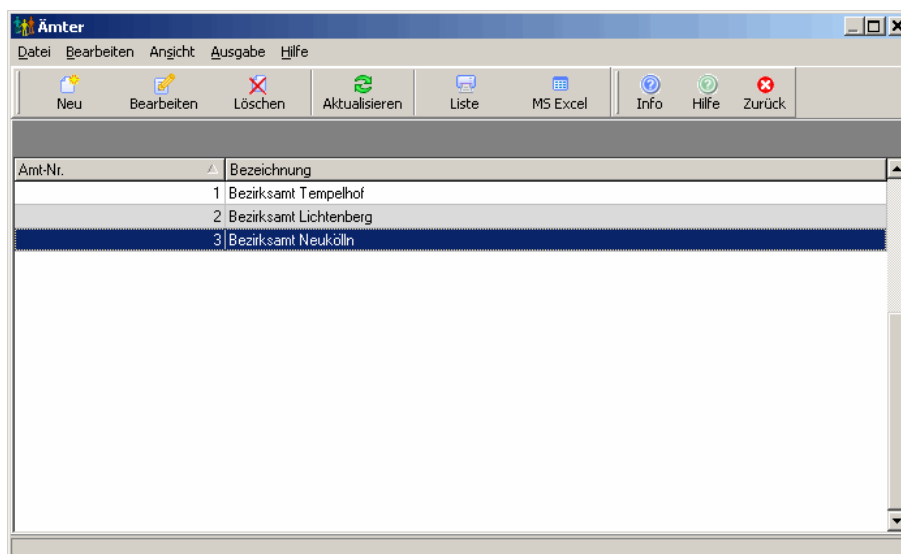 Ämter
Datei Bearbeiten Ansicht Ausgabe Hilfe
Neu Bearbeiten Löschen Aktualisieren Liste MS Excel Info Hilfe Zurück
Amt-Nr. Bezeichnung
1 Bezirksamt Tempelhof
2 Bezirksamt Lichtenberg
3 Bezirksamt Neukölln